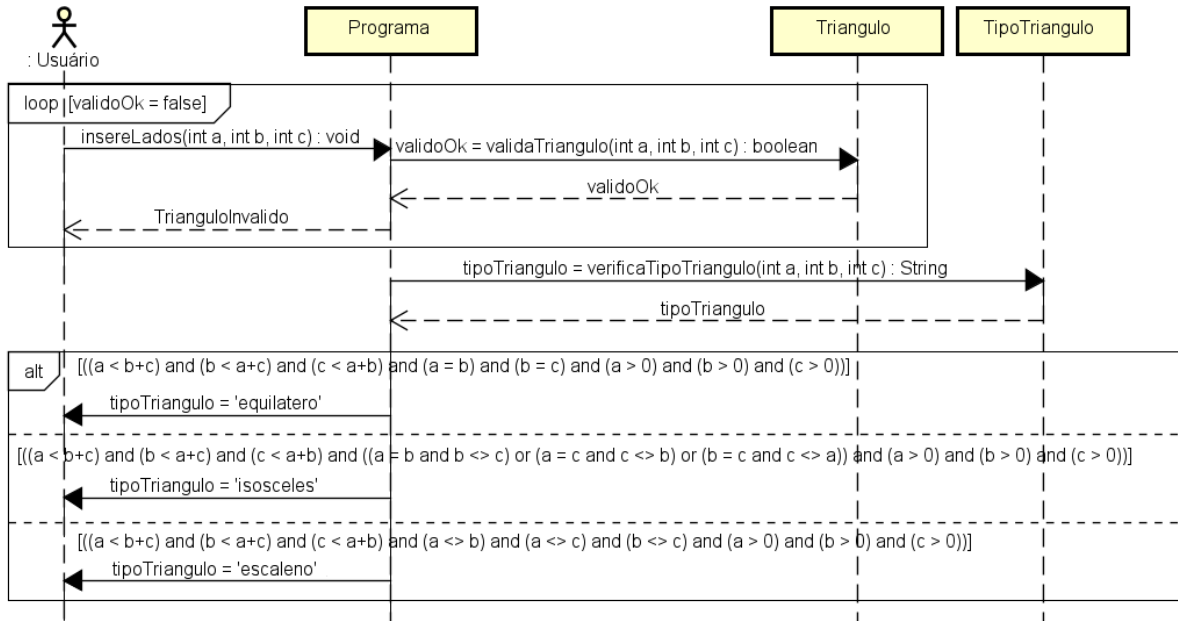 Programa
Triangulo
TipoTriangulo
: Usuário
loop [validoOk = false]
insereLados(int a, int b, int c) : void
validoOk = validaTriangulo(int a, int b, int c) : boolean
validoOk
TrianguloInvalido
tipoTriangulo = verificaTipoTriangulo(int a, int b, int c) : String
tipoTriangulo
alt
[((a < b+c) and (b < a+c) and (c < a+b) and (a = b) and (b = c) and (a > 0) and (b > 0) and (c > 0))]
tipoTriangulo = 'equilatero'
[((a < b+c) and (b < a+c) and (c < a+b) and ((a = b and b <> c) or (a = c and c <> b) or (b = c and c <> a)) and (a > 0) and (b > 0) and (c > 0))]
tipoTriangulo = 'isosceles'
[((a < b+c) and (b < a+c) and (c < a+b) and (a <> b) and (a <> c) and (b <> c) and (a > 0) and (b > 0) and (c > 0))]
tipoTriangulo = 'escaleno'